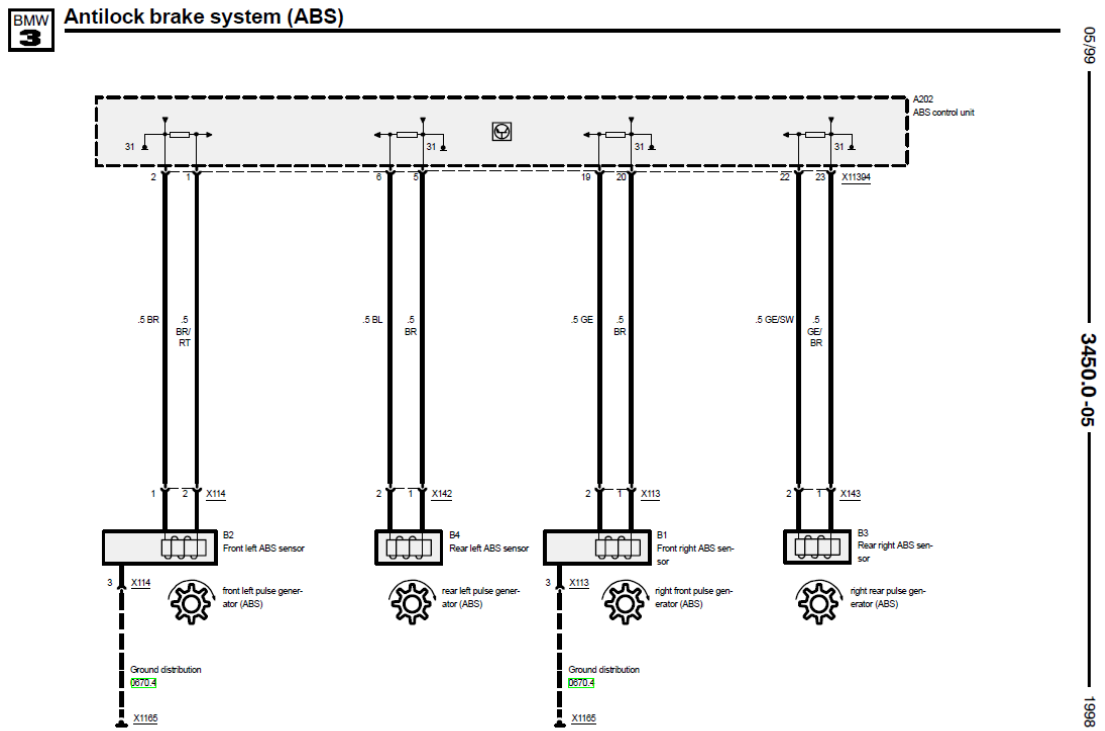 BMW
3
Antilock brake system (ABS)
05/99
3450.0 -05
1998
A202
ABS control unit
31
31
31
31
2
1
6
5
19
20
22
23
X11394
.5 BR
.5
BR/
RT
.5 BL
.5
BR
.5 GE
.5
BR
.5 GE/SW
.5
GE/
BR
1
2
X114
2
1
X142
2
1
X113
2
1
X143
B2
Front left ABS sensor
B4
Rear left ABS sensor
B1
Front right ABS sen-
sor
B3
Rear right ABS sen-
sor
3
X114
front left pulse gener-
ator (ABS)
rear left pulse gener-
ator (ABS)
3
X113
right front pulse gen-
erator (ABS)
right rear pulse gen-
erator (ABS)
Ground distribution
0670.4
X1165
Ground distribution
0670.4
X1165